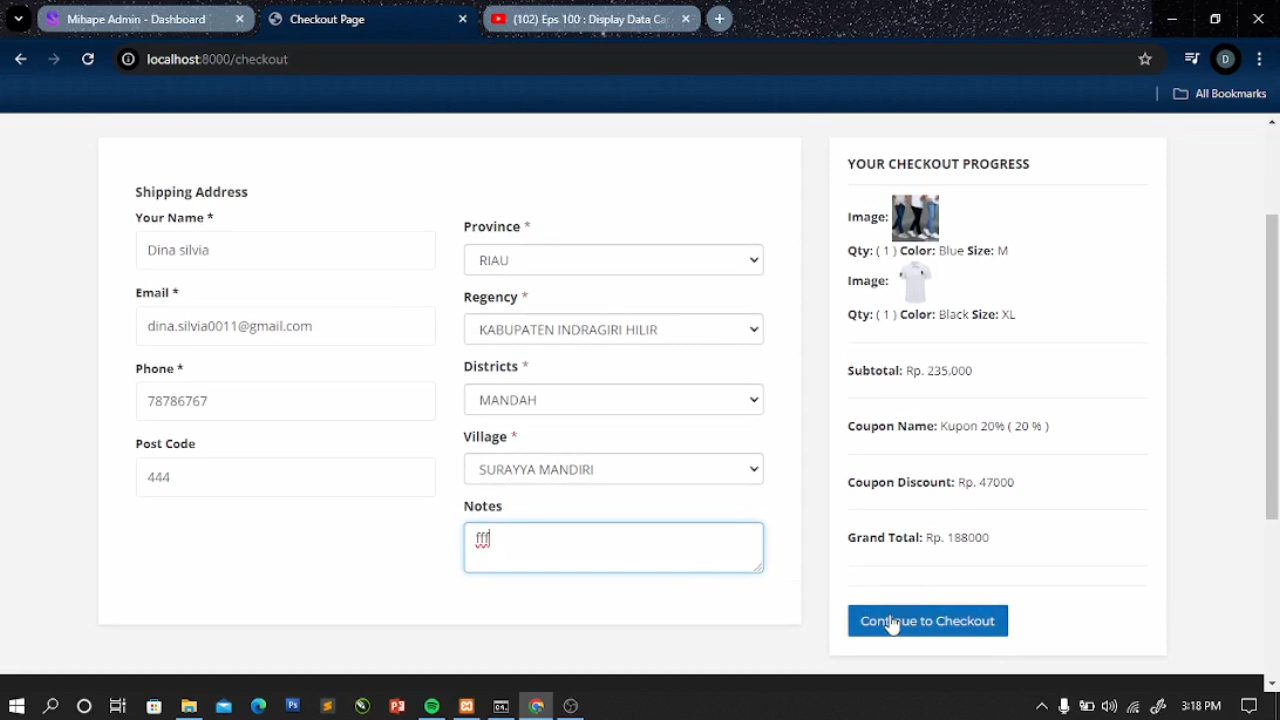 Mihape Admin - Dashboard
Checkout Page
(102) Eps 100 : Display Data Car
localhost:8000/checkout
D
All Bookmarks
Shipping Address
Your Name *
Dina silvia
Email *
dina.silvia0011@gmail.com
Phone *
78786767
Post Code
444
Province *
RIAU
Regency *
KABUPATEN INDRAGIRI HILIR
Districts *
MANDAH
Village *
SURAYYA MANDIRI
Notes
fff
YOUR CHECKOUT PROGRESS
Image:
Qty: ( 1 ) Color: Blue Size: M
Image:
Qty: ( 1 ) Color: Black Size: XL
Subtotal: Rp. 235.000
Coupon Name: Kupon 20% ( 20 % )
Coupon Discount: Rp. 47000
Grand Total: Rp. 188000
Continue to Checkout
3:18 PM